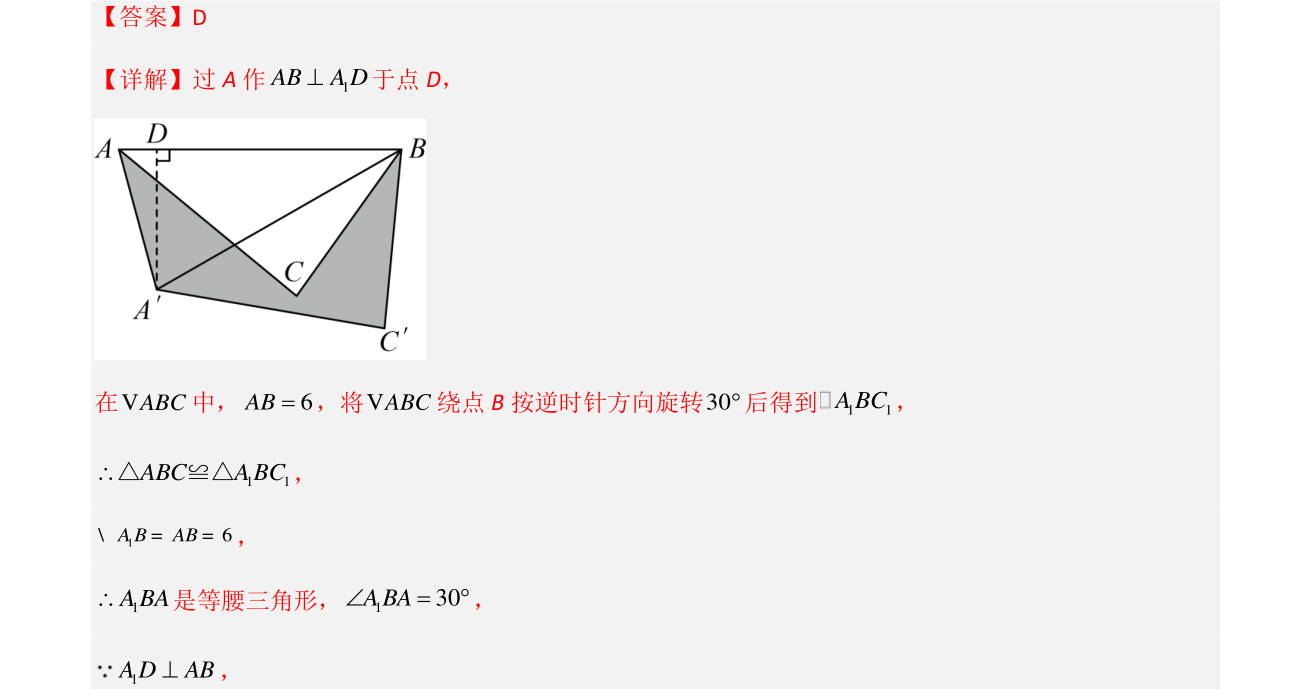 【答案】D
【详解】过 A 作 AB ⊥ A₁D 于点 D，
A D B
C
A′
C′
在 VABC 中， AB = 6，将 VABC 绕点 B 按逆时针方向旋转 30° 后得到 □ A₁BC₁，
∴△ABC≌△A₁BC₁，
\ A₁B = AB = 6，
∴ A₁BA 是等腰三角形，∠A₁BA = 30°，
∵ A₁D ⊥ AB，